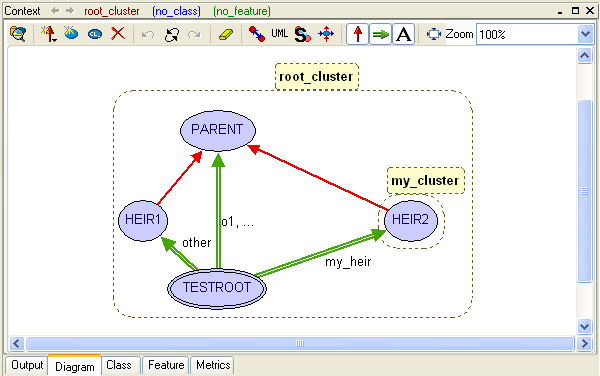 Context root_cluster (no_class) (no_feature)
CL UML S A Zoom 100%
root_cluster
PARENT
my_cluster
HEIR1
HEIR2
o1, ...
other
my_heir
TESTROOT
Output Diagram Class Feature Metrics